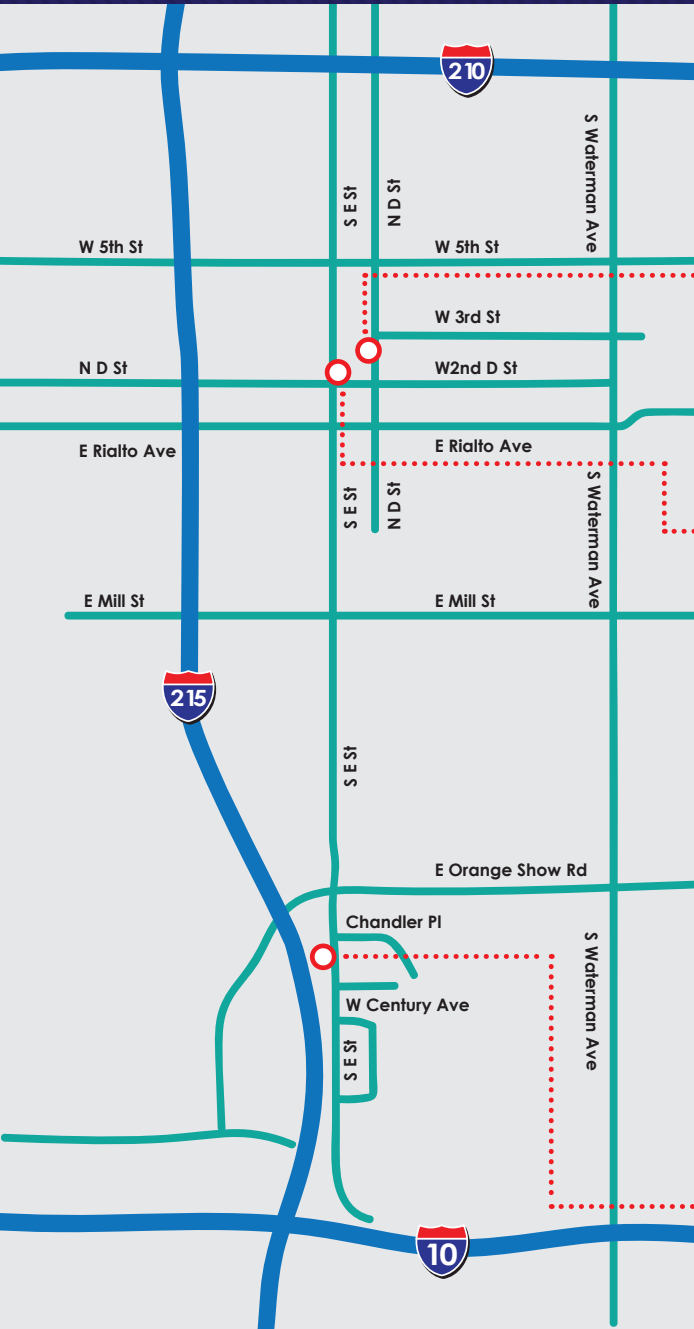 210
S Waterman Ave
S E St
N D St
W 5th St
W 5th St
W 3rd St
N D St
W2nd D St
E Rialto Ave
E Rialto Ave
S E St
N D St
S Waterman Ave
E Mill St
E Mill St
215
S E St
E Orange Show Rd
Chandler Pl
S Waterman Ave
W Century Ave
S E St
10